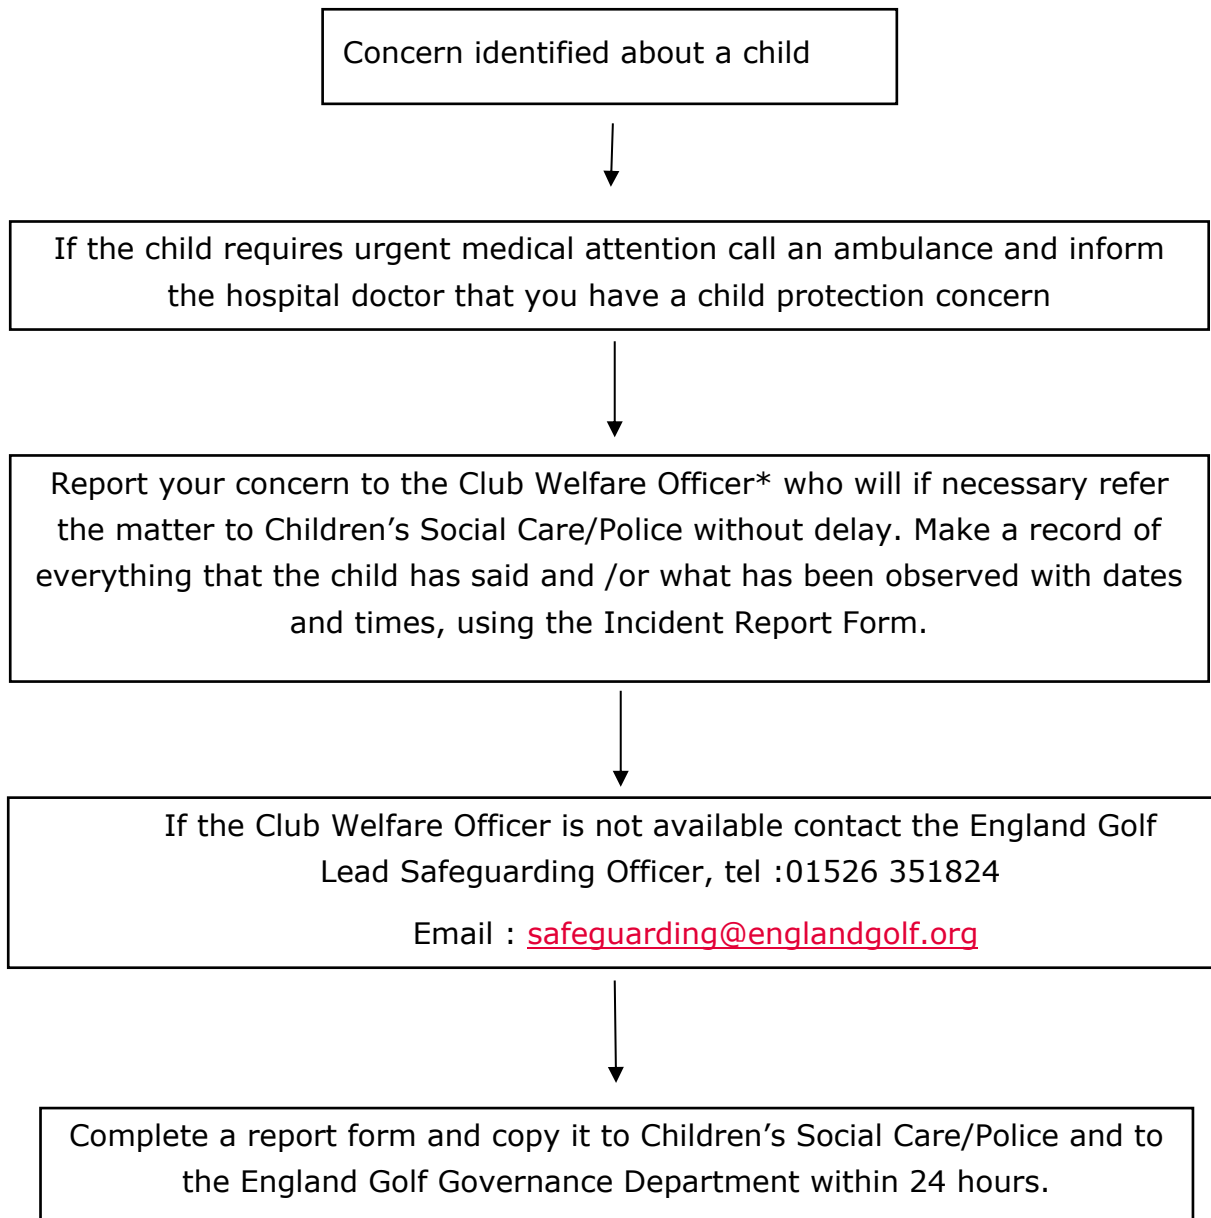 Concern identified about a child
If the child requires urgent medical attention call an ambulance and inform
the hospital doctor that you have a child protection concern
Report your concern to the Club Welfare Officer* who will if necessary refer
the matter to Children’s Social Care/Police without delay. Make a record of
everything that the child has said and /or what has been observed with dates
and times, using the Incident Report Form.
If the Club Welfare Officer is not available contact the England Golf
Lead Safeguarding Officer, tel :01526 351824
Email : safeguarding@englandgolf.org
Complete a report form and copy it to Children’s Social Care/Police and to
the England Golf Governance Department within 24 hours.